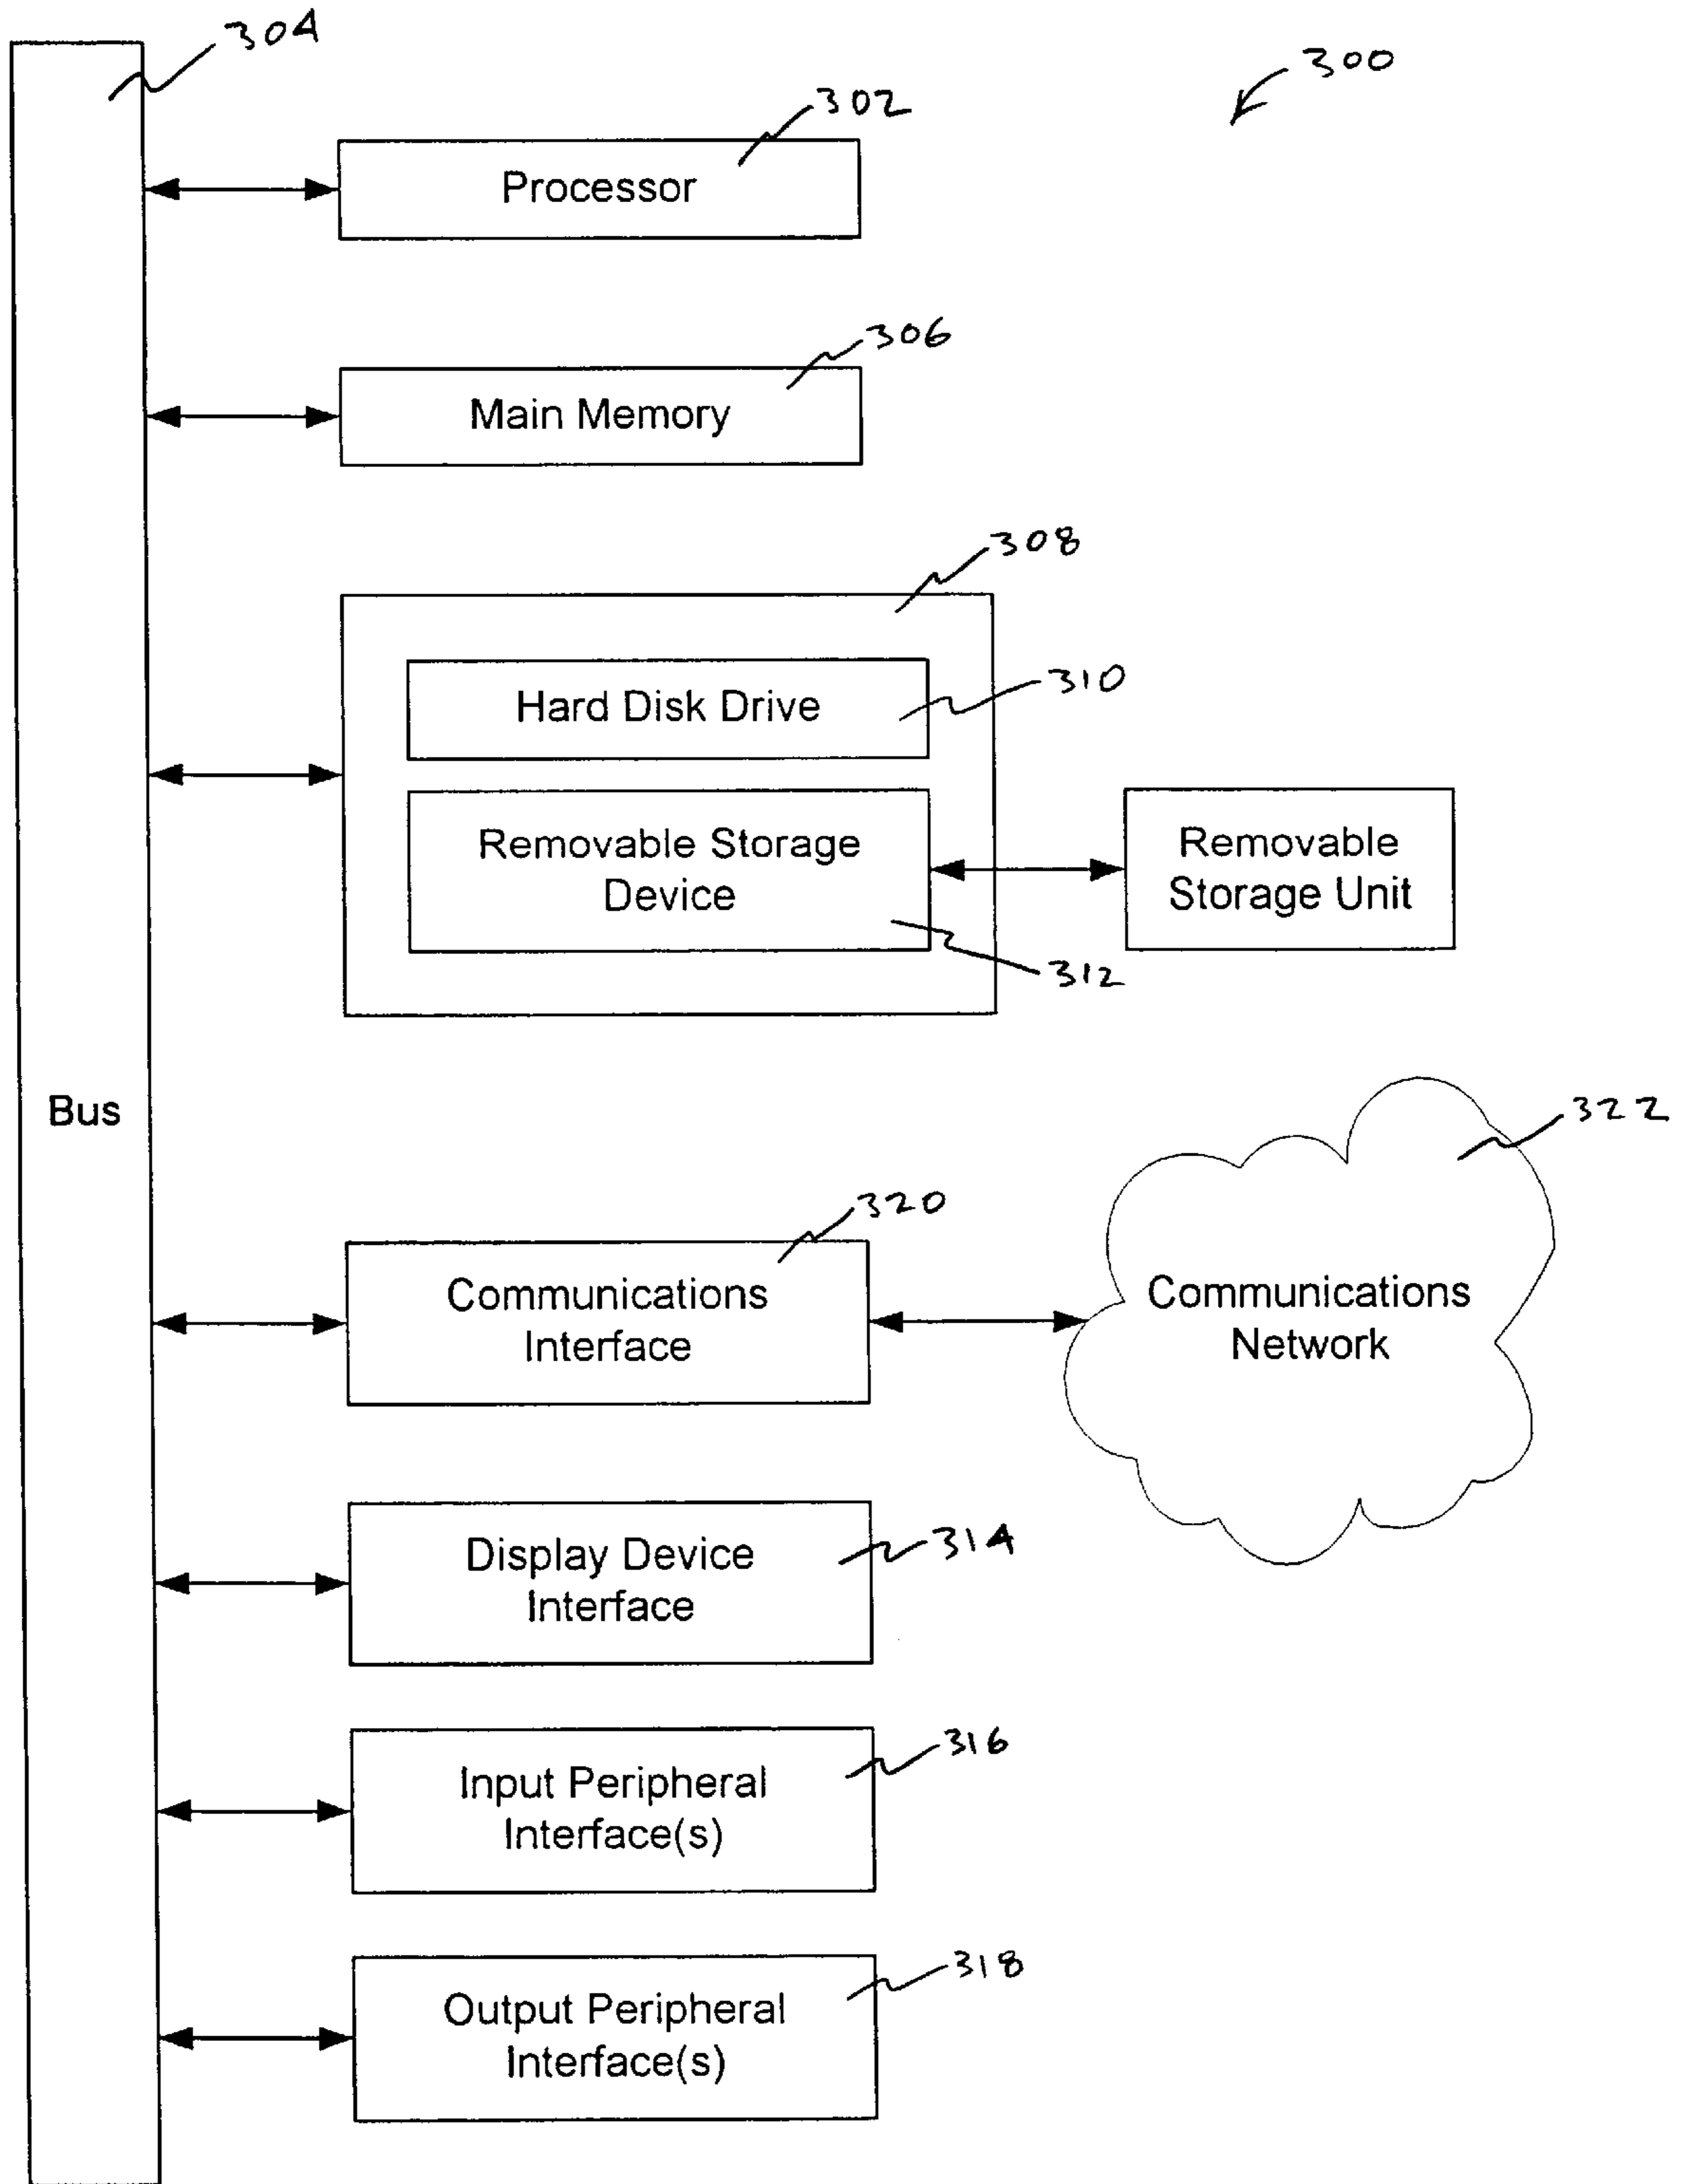 304
300
302
Processor
306
Main Memory
308
Hard Disk Drive
310
Removable Storage
Device
312
Removable
Storage Unit
Bus
322
320
Communications
Interface
Communications
Network
Display Device
Interface
314
Input Peripheral
Interface(s)
316
Output Peripheral
Interface(s)
318